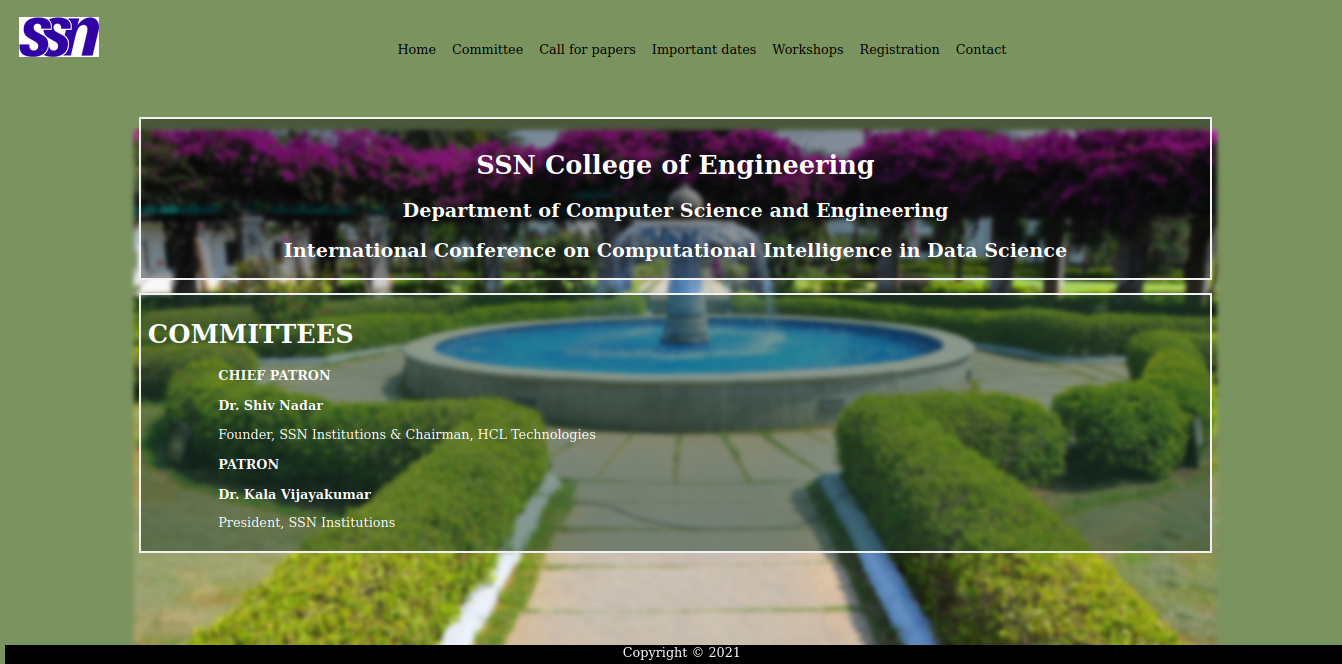 ssn
Home Committee Call for papers Important dates Workshops Registration Contact
SSN College of Engineering
Department of Computer Science and Engineering
International Conference on Computational Intelligence in Data Science
COMMITTEES
CHIEF PATRON
Dr. Shiv Nadar
Founder, SSN Institutions & Chairman, HCL Technologies
PATRON
Dr. Kala Vijayakumar
President, SSN Institutions
Copyright © 2021